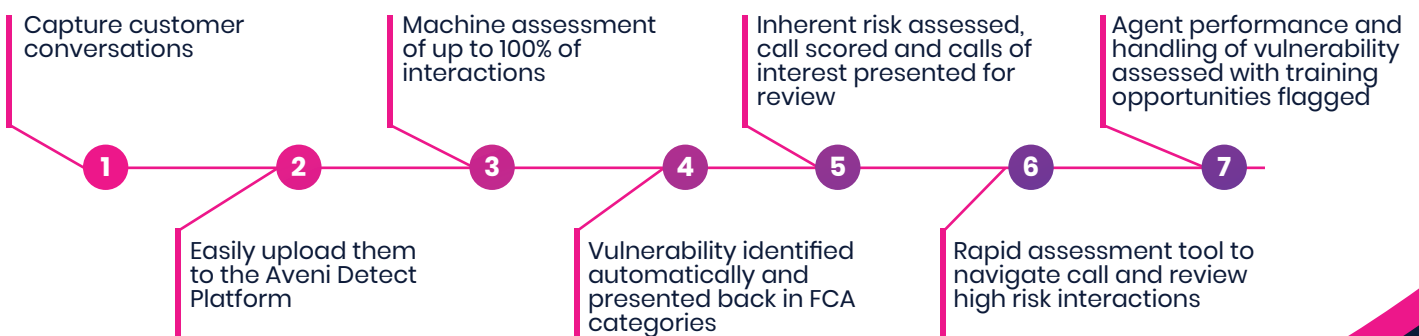 Capture customer
conversations
1
Easily upload them
to the Aveni Detect
Platform
2
Machine assessment
of up to 100% of
interactions
3
Vulnerability identified
automatically and
presented back in FCA
categories
4
Inherent risk assessed,
call scored and calls of
interest presented for
review
5
Rapid assessment tool to
navigate call and review
high risk interactions
6
Agent performance and
handling of vulnerability
assessed with training
opportunities flagged
7